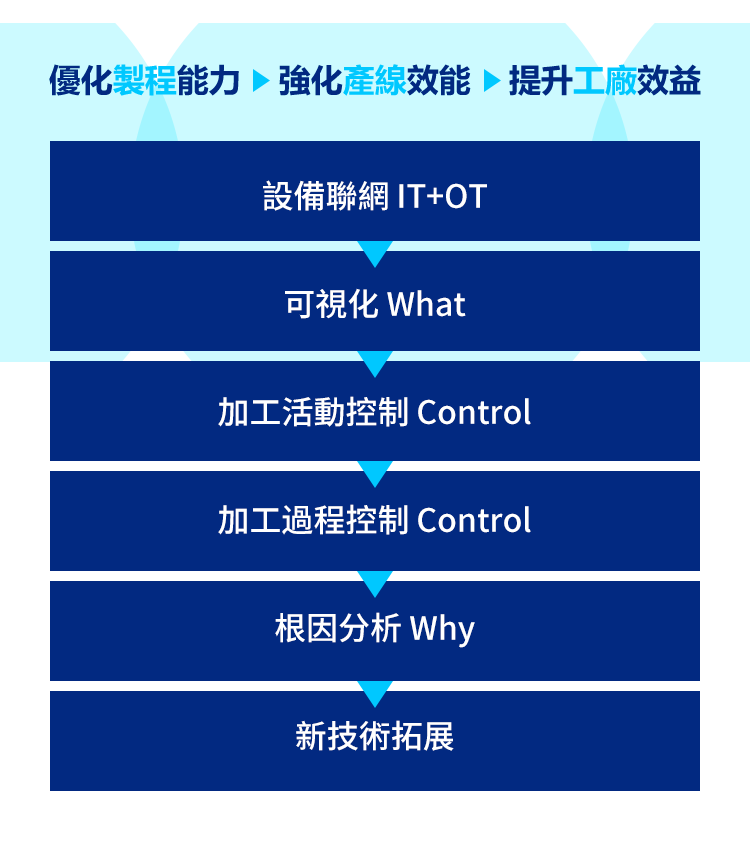 優化製程能力 ▶ 強化產線效能 ▶ 提升工廠效益
設備聯網 IT+OT
可視化 What
加工活動控制 Control
加工過程控制 Control
根因分析 Why
新技術拓展